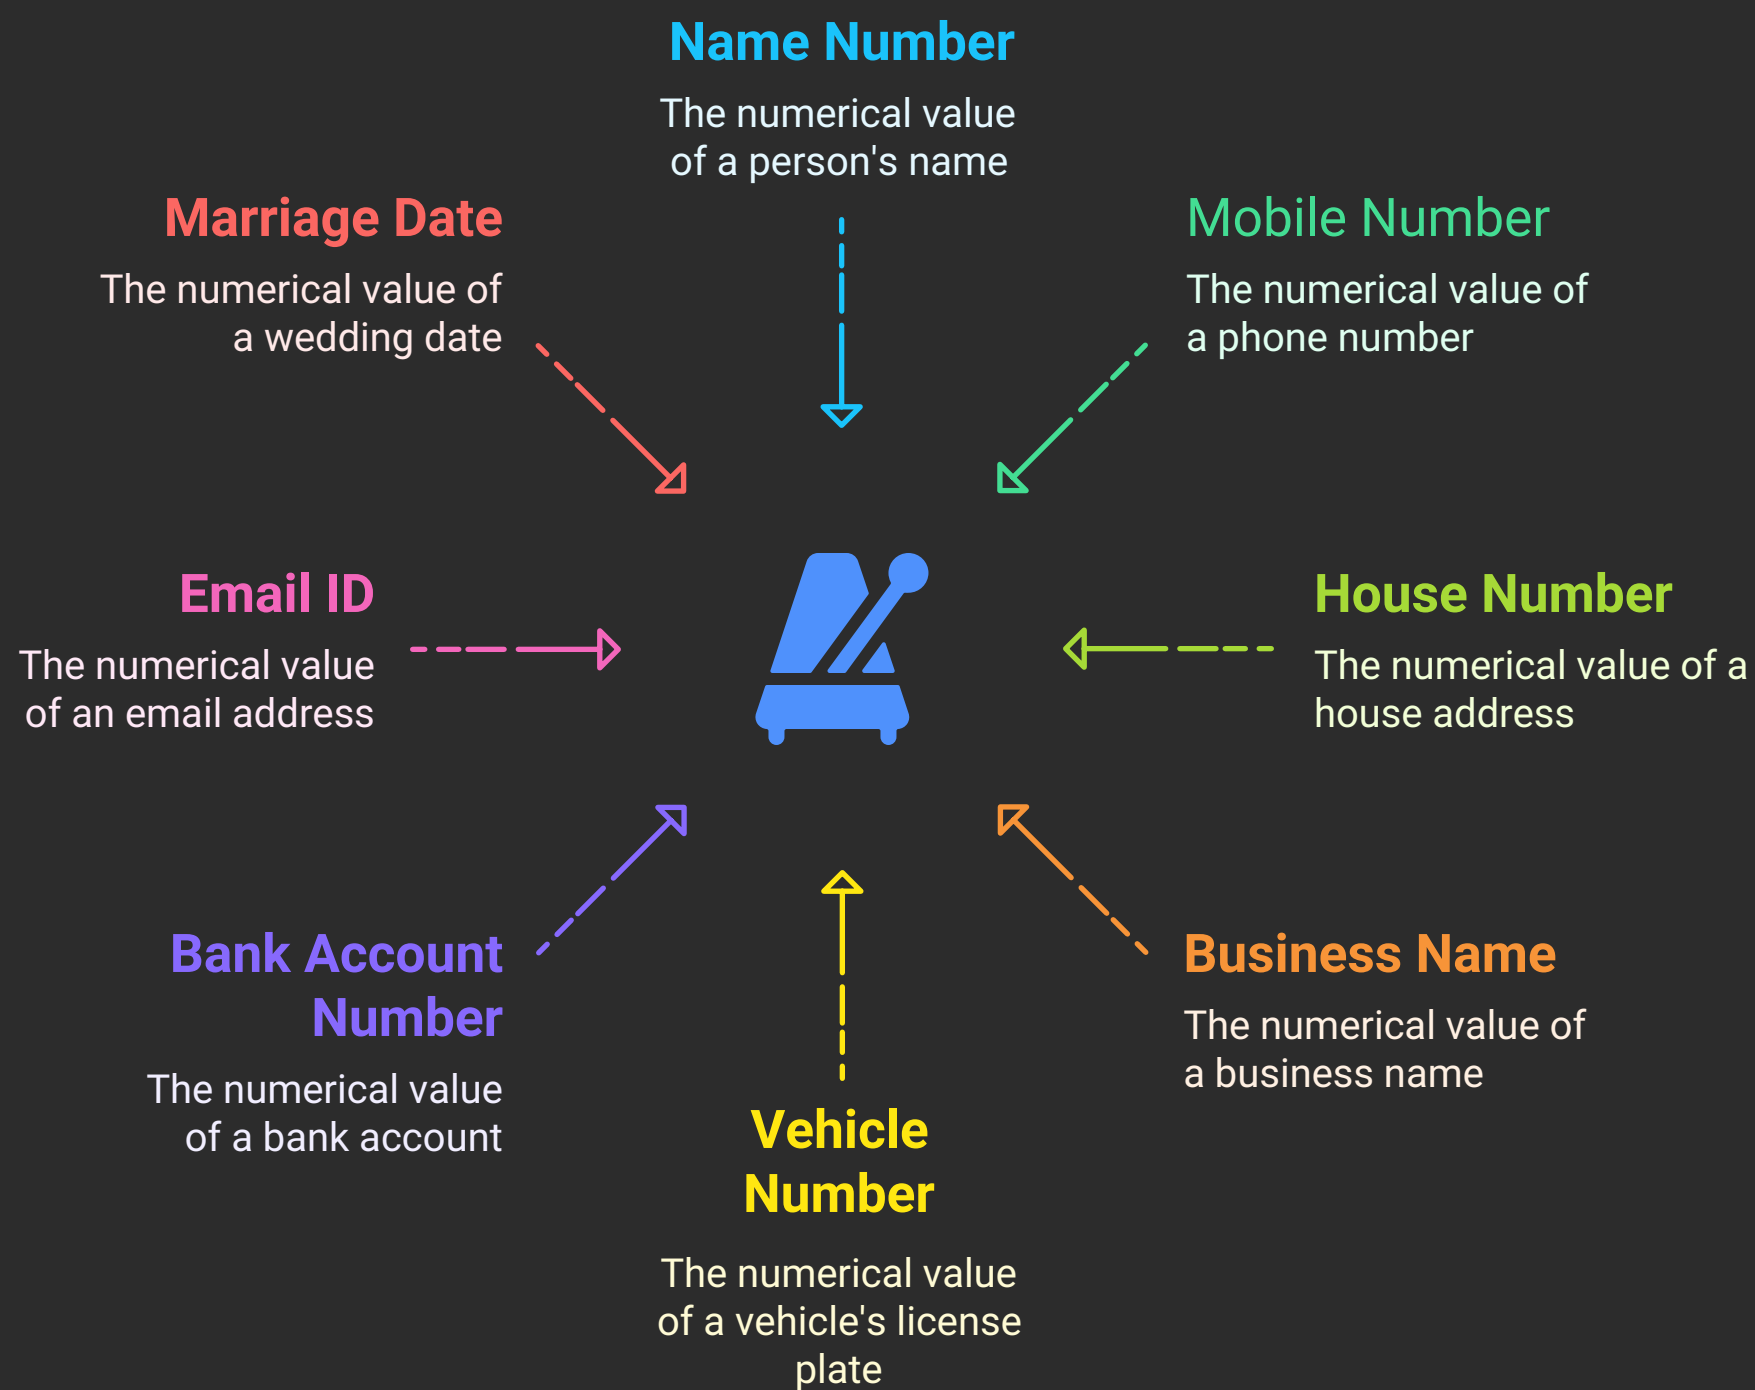 Name Number
The numerical value
of a person's name
Marriage Date
The numerical value of
a wedding date
Mobile Number
The numerical value of
a phone number
Email ID
The numerical value
of an email address
House Number
The numerical value of a
house address
Bank Account
Number
The numerical value
of a bank account
Business Name
The numerical value of
a business name
Vehicle
Number
The numerical value
of a vehicle's license
plate